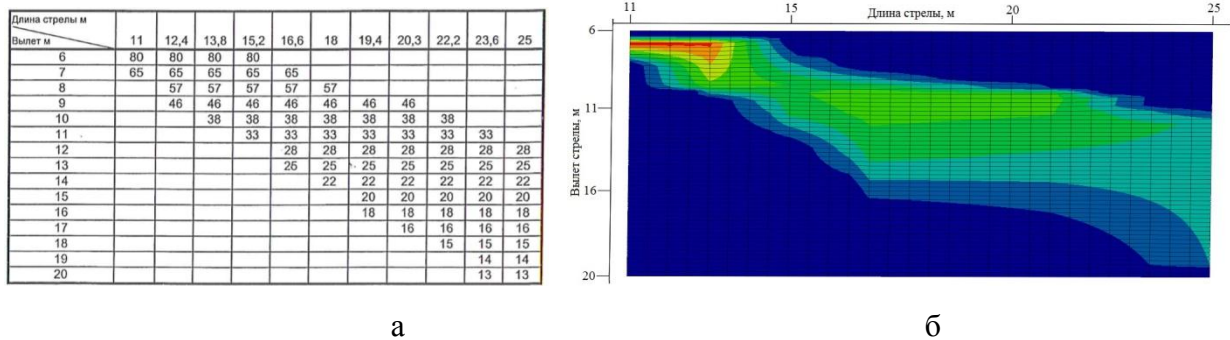 Длина стрелы м
Вылет м 11 12,4 13,8 15,2 16,6 18 19,4 20,3 22,2 23,6 25
6 80 80 80 80
7 65 65 65 65 65
8 57 57 57 57 57
9 46 46 46 46 46 46 46
10 38 38 38 38 38 38 38
11 33 33 33 33 33 33 33
12 28 28 28 28 28 28 28
13 26 25 25 25 25 25 25
14 22 22 22 22 22 22
15 20 20 20 20 20
16 18 18 18 18 18
17 16 16 16 16
18 15 15 15
19 14 14
20 13 13
а
11 15 20 25
Длина стрелы, м
Вылет стрелы, м
6
11
16
20
б